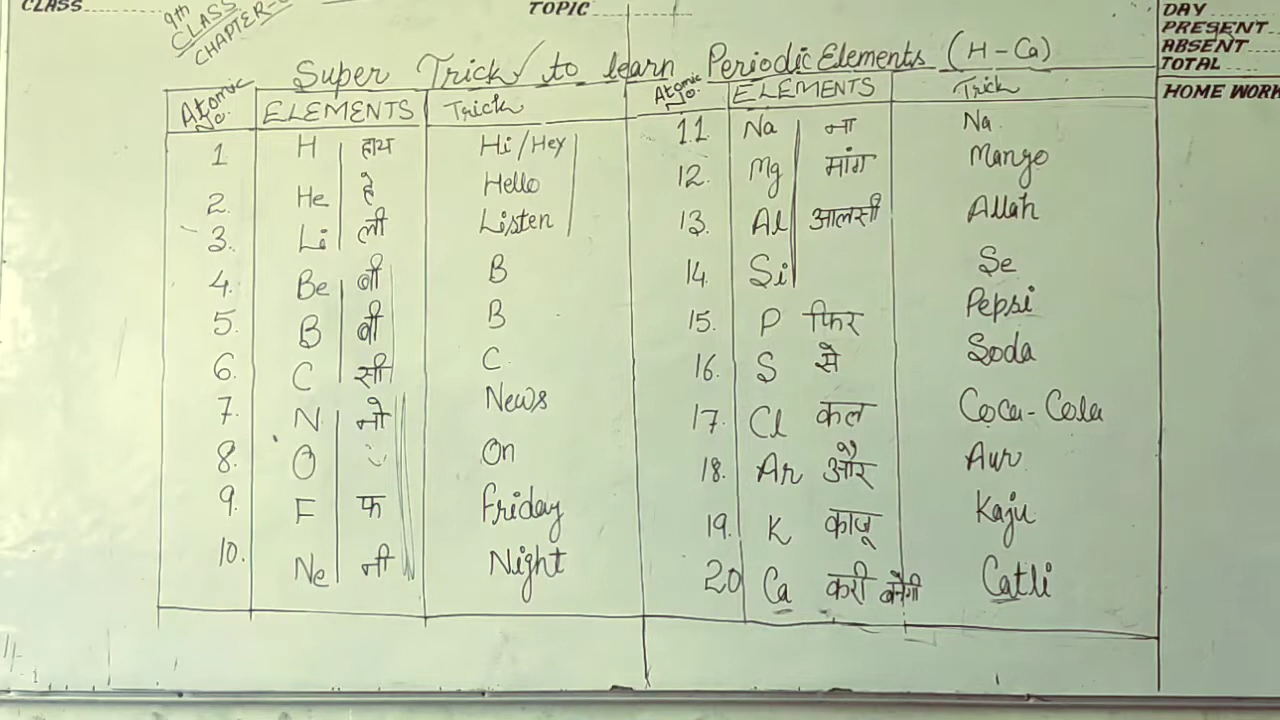 CLASS
TOPIC
DAY
PRESENT
ABSENT
TOTAL
HOME WORK
9th
CLASS
CHAPTER-
Super Trick to learn Periodic Elements (H-Ca)
Atomic No. ELEMENTS Trick Atomic No. ELEMENTS Trick
1. H हाय Hi/Hey 11. Na ना Na
2. He हे Hello 12. Mg मांग Mango
3. Li ली Listen 13. Al आलसी Allah
4. Be बी B 14. Si Se
5. B बी B 15. P फिर Pepsi
6. C सी C 16. S से Soda
7. N नो News 17. Cl कल Coca-Cola
8. O On 18. Ar और Aur
9. F फ Friday 19. K काजू Kaju
10. Ne नी Night 20 Ca करी बनेगी Catli